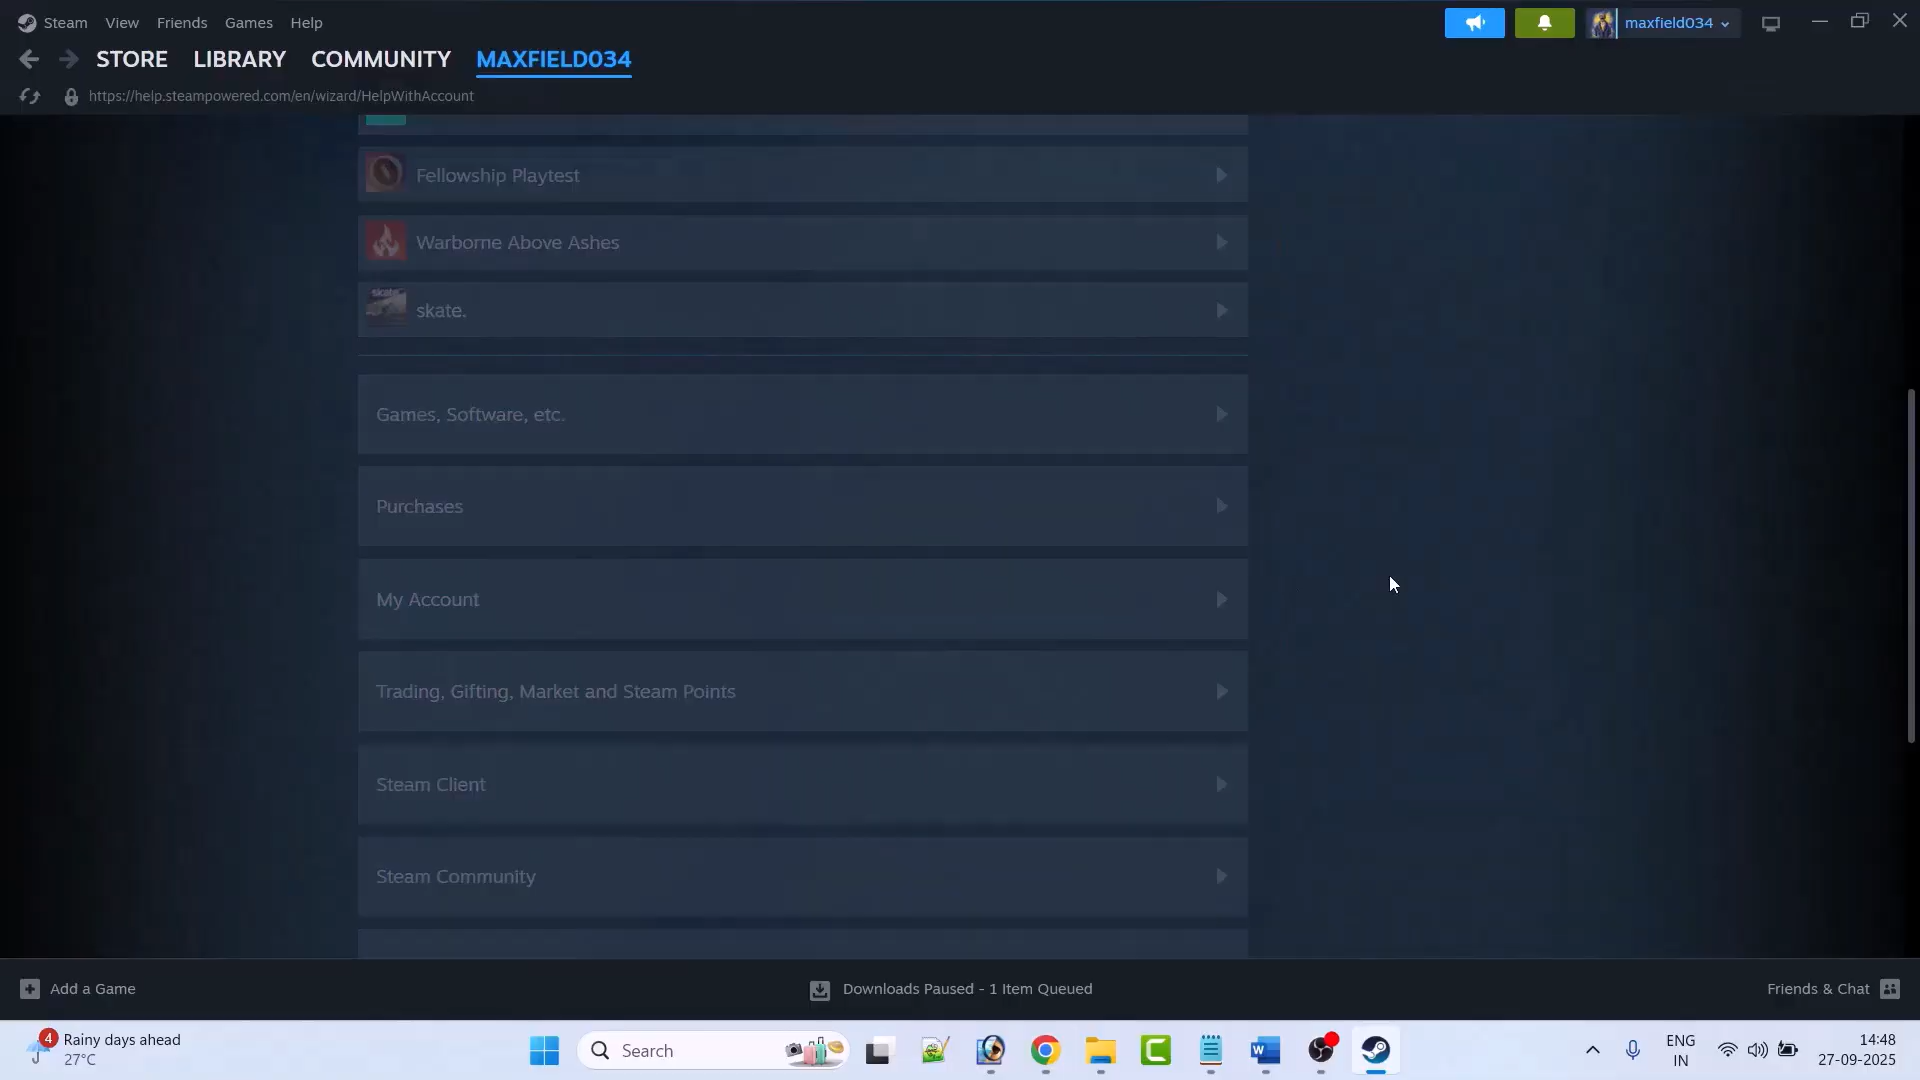 Steam View Friends Games Help
maxfield034
STORE LIBRARY COMMUNITY MAXFIELD034
https://help.steampowered.com/en/wizard/HelpWithAccount
Fellowship Playtest
Warborne Above Ashes
skate.
skate.
Games, Software, etc.
Purchases
My Account
Trading, Gifting, Market and Steam Points
Steam Client
Steam Community
Add a Game
Downloads Paused - 1 Item Queued
Friends & Chat
4
Rainy days ahead
27°C
Search
W
ENG
IN
14:48
27-09-2025